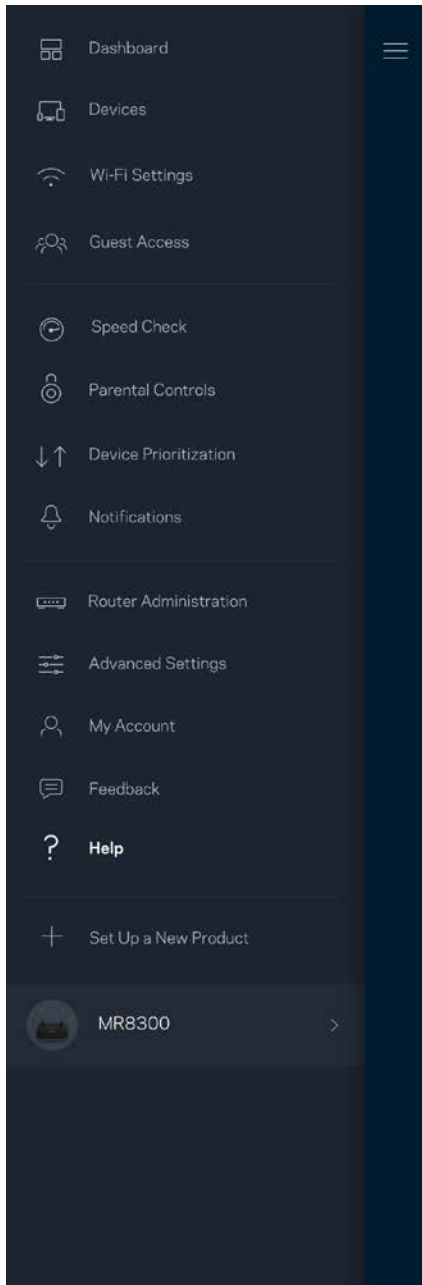 Dashboard
Devices
Wi-Fi Settings
Guest Access
Speed Check
Parental Controls
Device Prioritization
Notifications
Router Administration
Advanced Settings
My Account
Feedback
? Help
Set Up a New Product
MR8300